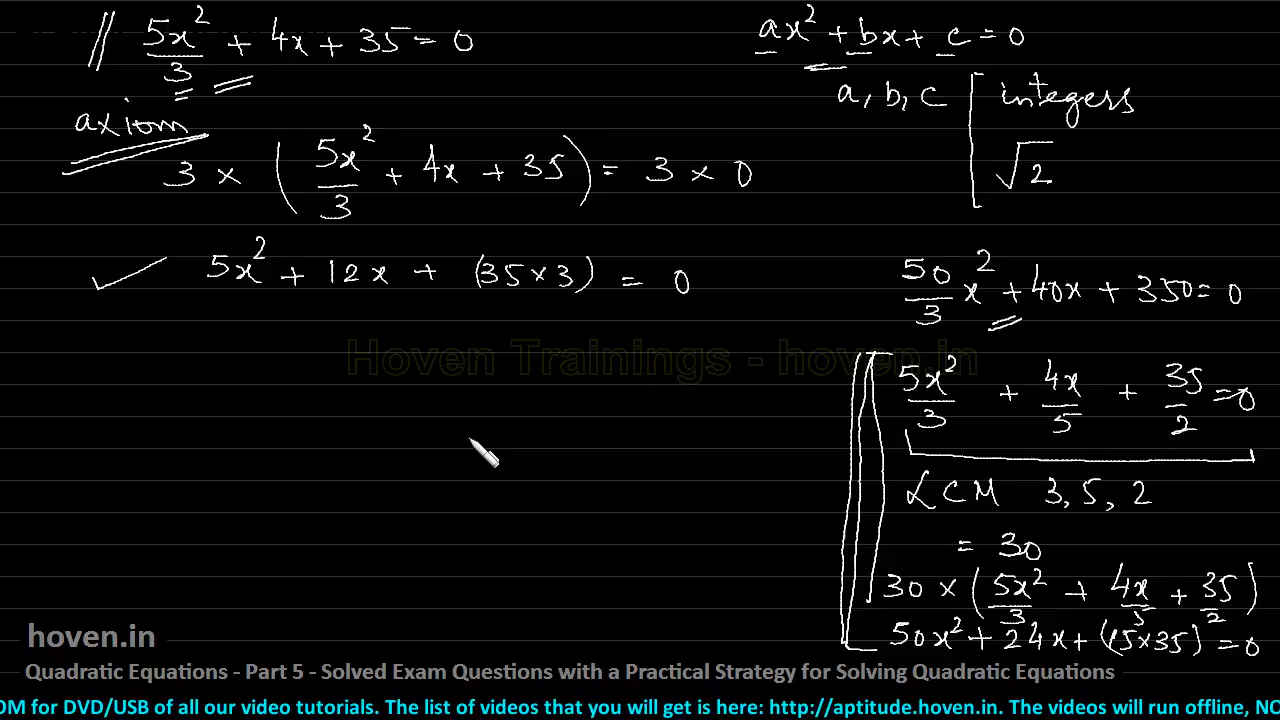 // 5x²/3 + 4x + 35 = 0
axiom
3 × (5x²/3 + 4x + 35) = 3 × 0
✓ 5x² + 12x + (35×3) = 0
ax² + bx + c = 0
a, b, c [ integers
√2
50/3 x² + 40x + 350 = 0
5x²/3 + 4x/5 + 35/2 = 0
LCM 3, 5, 2
= 30
30 × (5x²/3 + 4x/5 + 35/2)
50x² + 24x + (15×35) = 0
Hoven Trainings - hoven.in
hoven.in
Quadratic Equations - Part 5 - Solved Exam Questions with a Practical Strategy for Solving Quadratic Equations
OM for DVD/USB of all our video tutorials. The list of videos that you will get is here: http://aptitude.hoven.in. The videos will run offline, NO